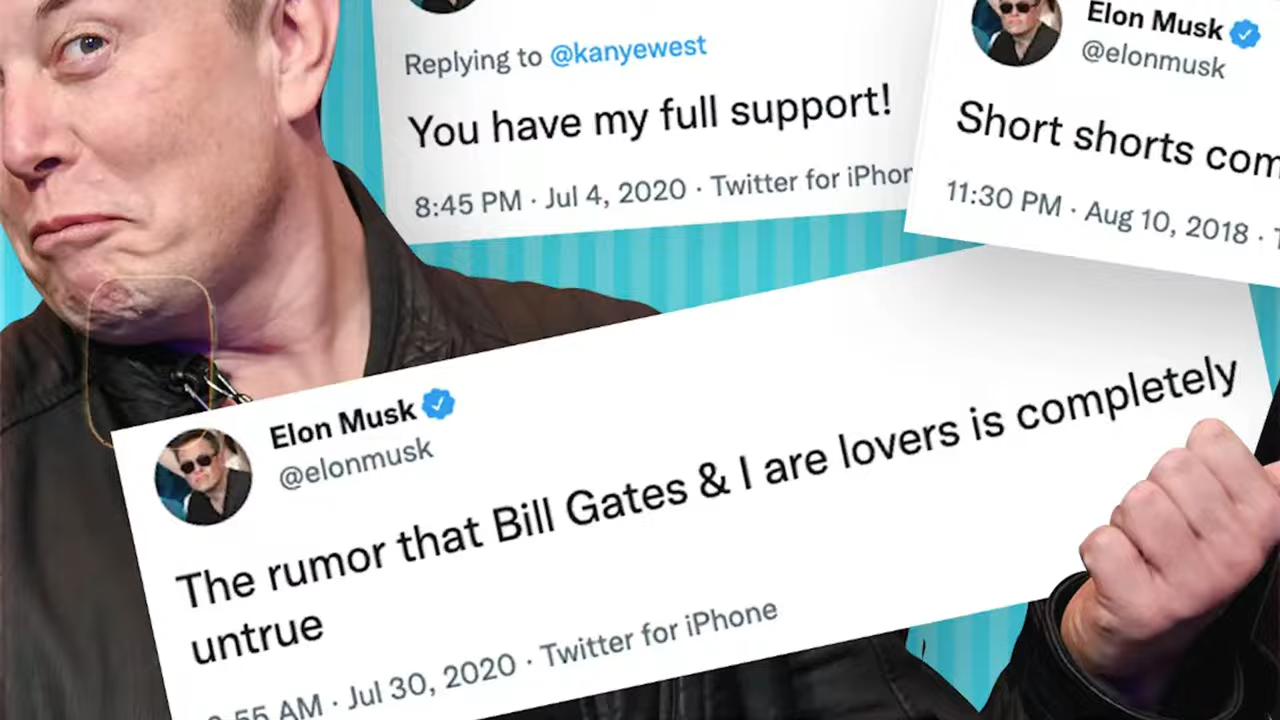 Replying to @kanyewest
You have my full support!
8:45 PM · Jul 4, 2020 · Twitter for
Elon Musk
@elonmusk
Short shorts
11:30 PM · Aug 10, 2018 ·
Elon Musk
@elonmusk
The rumor that Bill Gates & I are lovers is completely
untrue
AM · Jul 30, 2020 · Twitter for iPhone